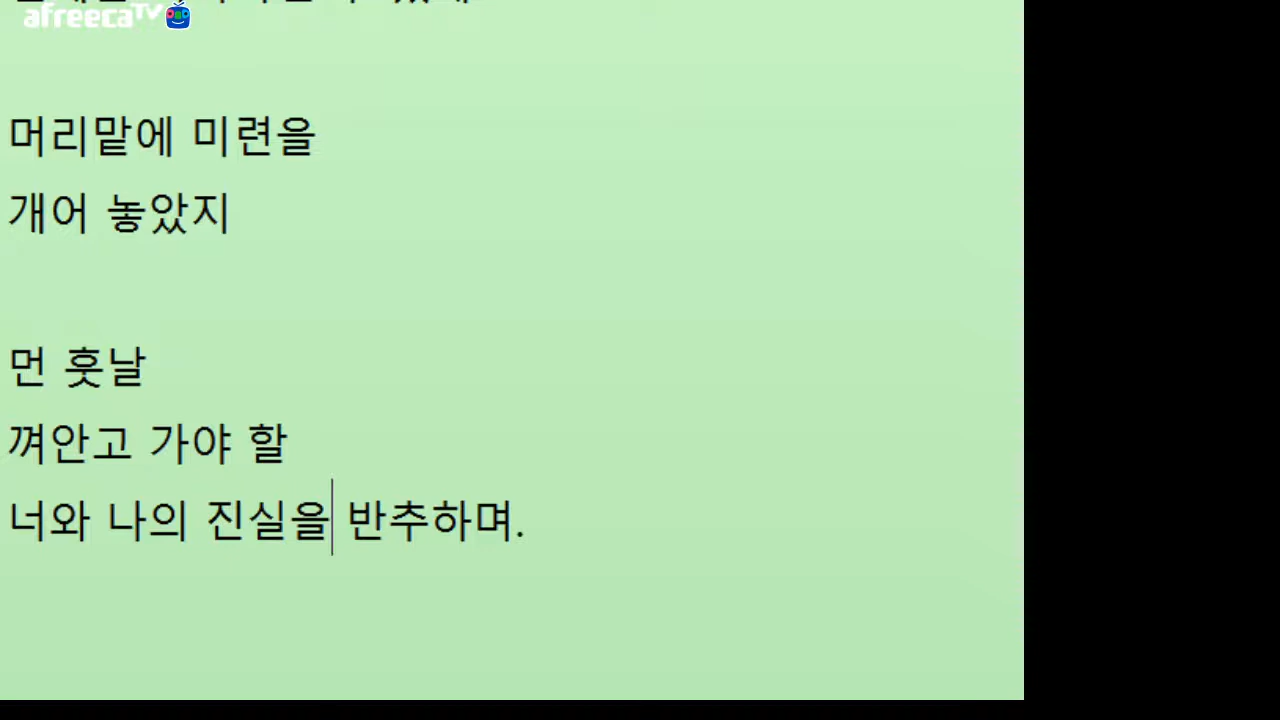 afreecaTV
머리맡에 미련을
개어 놓았지
먼 훗날
껴안고 가야 할
너와 나의 진실을 반추하며.